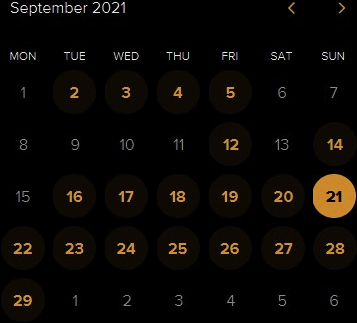 September 2021
MON TUE WED THU FRI SAT SUN
1 2 3 4 5 6 7
8 9 10 11 12 13 14
15 16 17 18 19 20 21
22 23 24 25 26 27 28
29 1 2 3 4 5 6